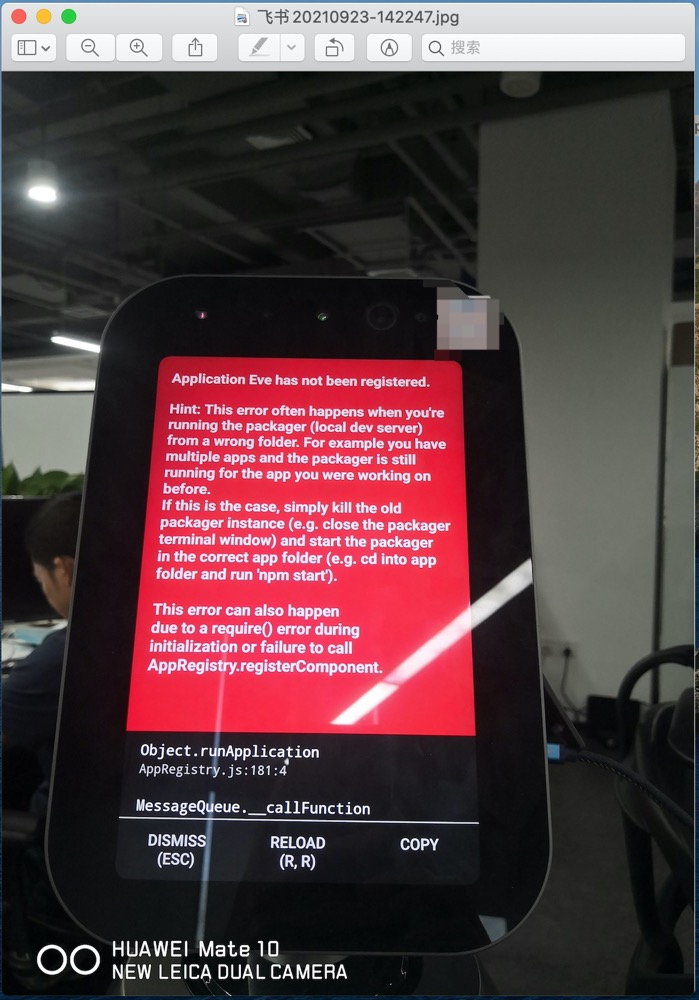 飞书20210923-142247.jpg
搜索
Application Eve has not been registered.
Hint: This error often happens when you're
running the packager (local dev server)
from a wrong folder. For example you have
multiple apps and the packager is still
running for the app you were working on
before.
If this is the case, simply kill the old
packager instance (e.g. close the packager
terminal window) and start the packager
in the correct app folder (e.g. cd into app
folder and run 'npm start').
This error can also happen
due to a require() error during
initialization or failure to call
AppRegistry.registerComponent.
Object.runApplication
AppRegistry.js:181:4
MessageQueue.__callFunction
DISMISS
(ESC)
RELOAD
(R, R)
COPY
HUAWEI Mate 10
NEW LEICA DUAL CAMERA